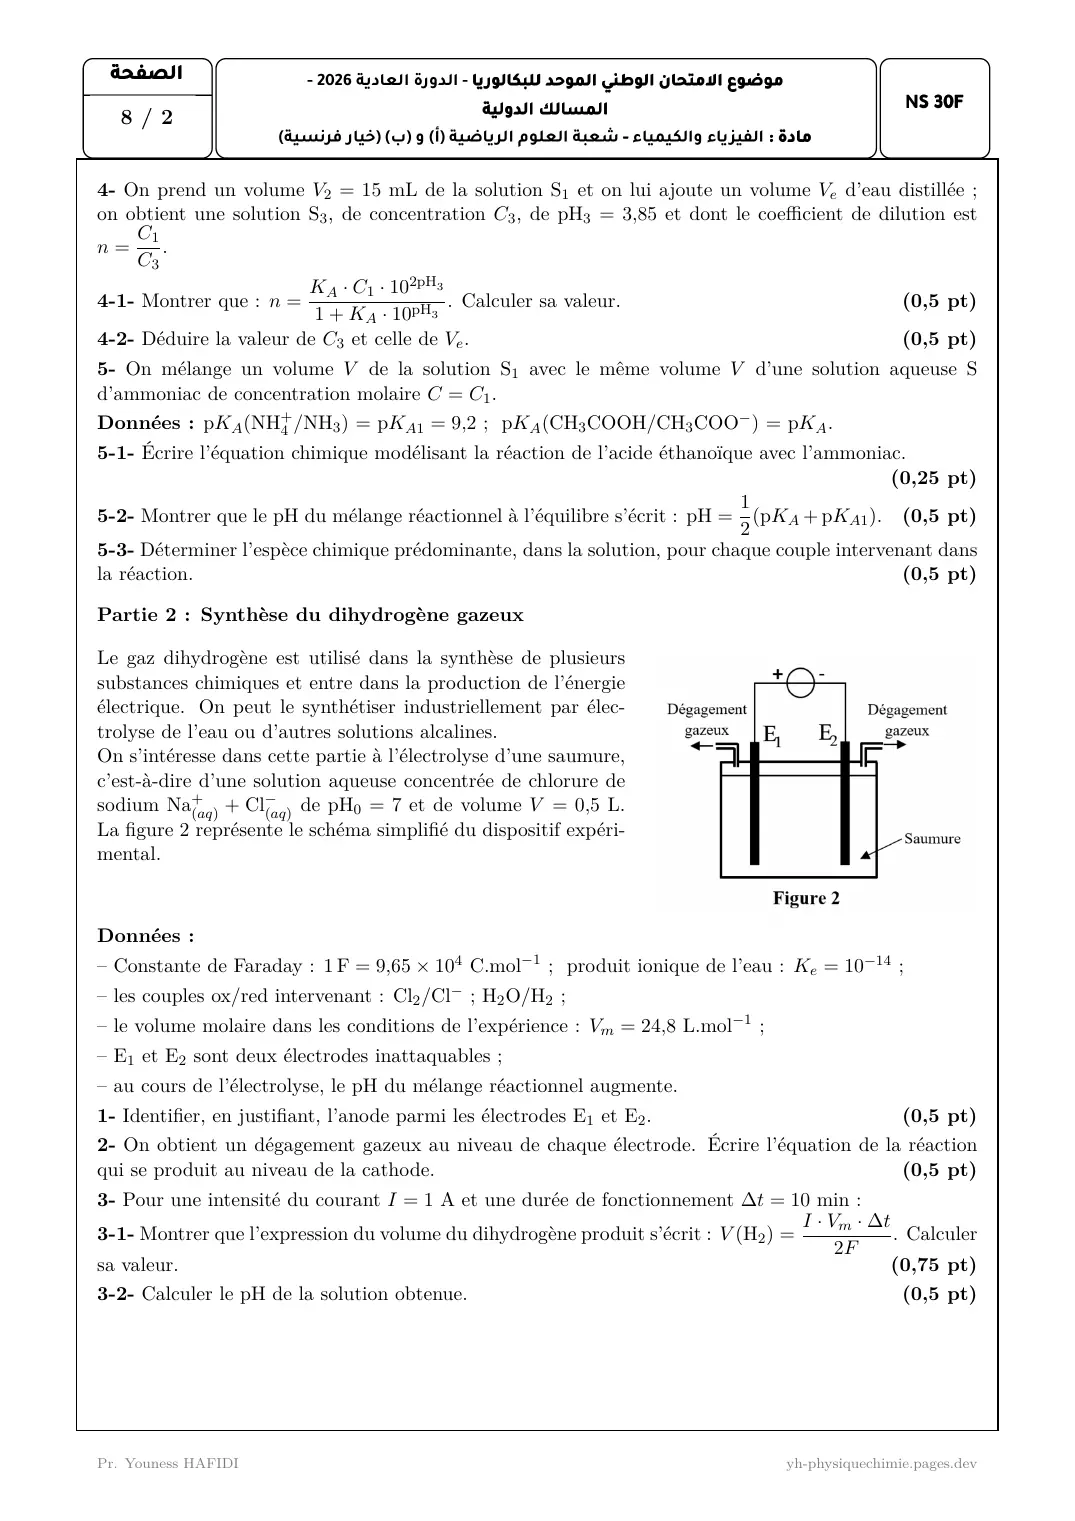 الصفحة
8 / 2
موضوع الامتحان الوطني الموحد للبكالوريا - الدورة العادية 2026 -
المسالك الدولية
مادة : الفيزياء والكيمياء - شعبة العلوم الرياضية (أ) و (ب) (خيار فرنسية)
NS 30F
4- On prend un volume V₂ = 15 mL de la solution S₁ et on lui ajoute un volume Vₑ d'eau distillée ;
on obtient une solution S₃, de concentration C₃, de pH₃ = 3,85 et dont le coefficient de dilution est
n = C₁/C₃.
4-1- Montrer que : n = (K_A · C₁ · 10^(2pH₃))/(1 + K_A · 10^(pH₃)). Calculer sa valeur. (0,5 pt)
4-2- Déduire la valeur de C₃ et celle de Vₑ. (0,5 pt)
5- On mélange un volume V de la solution S₁ avec le même volume V d'une solution aqueuse S
d'ammoniac de concentration molaire C = C₁.
Données : pK_A(NH₄⁺/NH₃) = pK_A1 = 9,2 ; pK_A(CH₃COOH/CH₃COO⁻) = pK_A.
5-1- Écrire l'équation chimique modélisant la réaction de l'acide éthanoïque avec l'ammoniac.
(0,25 pt)
5-2- Montrer que le pH du mélange réactionnel à l'équilibre s'écrit : pH = 1/2(pK_A + pK_A1). (0,5 pt)
5-3- Déterminer l'espèce chimique prédominante, dans la solution, pour chaque couple intervenant dans
la réaction. (0,5 pt)
Partie 2 : Synthèse du dihydrogène gazeux
Le gaz dihydrogène est utilisé dans la synthèse de plusieurs
substances chimiques et entre dans la production de l'énergie
électrique. On peut le synthétiser industriellement par élec-
trolyse de l'eau ou d'autres solutions alcalines.
On s'intéresse dans cette partie à l'électrolyse d'une saumure,
c'est-à-dire d'une solution aqueuse concentrée de chlorure de
sodium Na⁺(aq) + Cl⁻(aq) de pH₀ = 7 et de volume V = 0,5 L.
La figure 2 représente le schéma simplifié du dispositif expéri-
mental.
+ -
Dégagement
gazeux
E₁
E₂
Dégagement
gazeux
Saumure
Figure 2
Données :
– Constante de Faraday : 1 F = 9,65 × 10⁴ C.mol⁻¹ ; produit ionique de l'eau : Kₑ = 10⁻¹⁴ ;
– les couples ox/red intervenant : Cl₂/Cl⁻ ; H₂O/H₂ ;
– le volume molaire dans les conditions de l'expérience : Vₘ = 24,8 L.mol⁻¹ ;
– E₁ et E₂ sont deux électrodes inattaquables ;
– au cours de l'électrolyse, le pH du mélange réactionnel augmente.
1- Identifier, en justifiant, l'anode parmi les électrodes E₁ et E₂. (0,5 pt)
2- On obtient un dégagement gazeux au niveau de chaque électrode. Écrire l'équation de la réaction
qui se produit au niveau de la cathode. (0,5 pt)
3- Pour une intensité du courant I = 1 A et une durée de fonctionnement Δt = 10 min :
3-1- Montrer que l'expression du volume du dihydrogène produit s'écrit : V(H₂) = (I · Vₘ · Δt)/(2F). Calculer
sa valeur. (0,75 pt)
3-2- Calculer le pH de la solution obtenue. (0,5 pt)
Pr. Youness HAFIDI
yh-physiquechimie.pages.dev